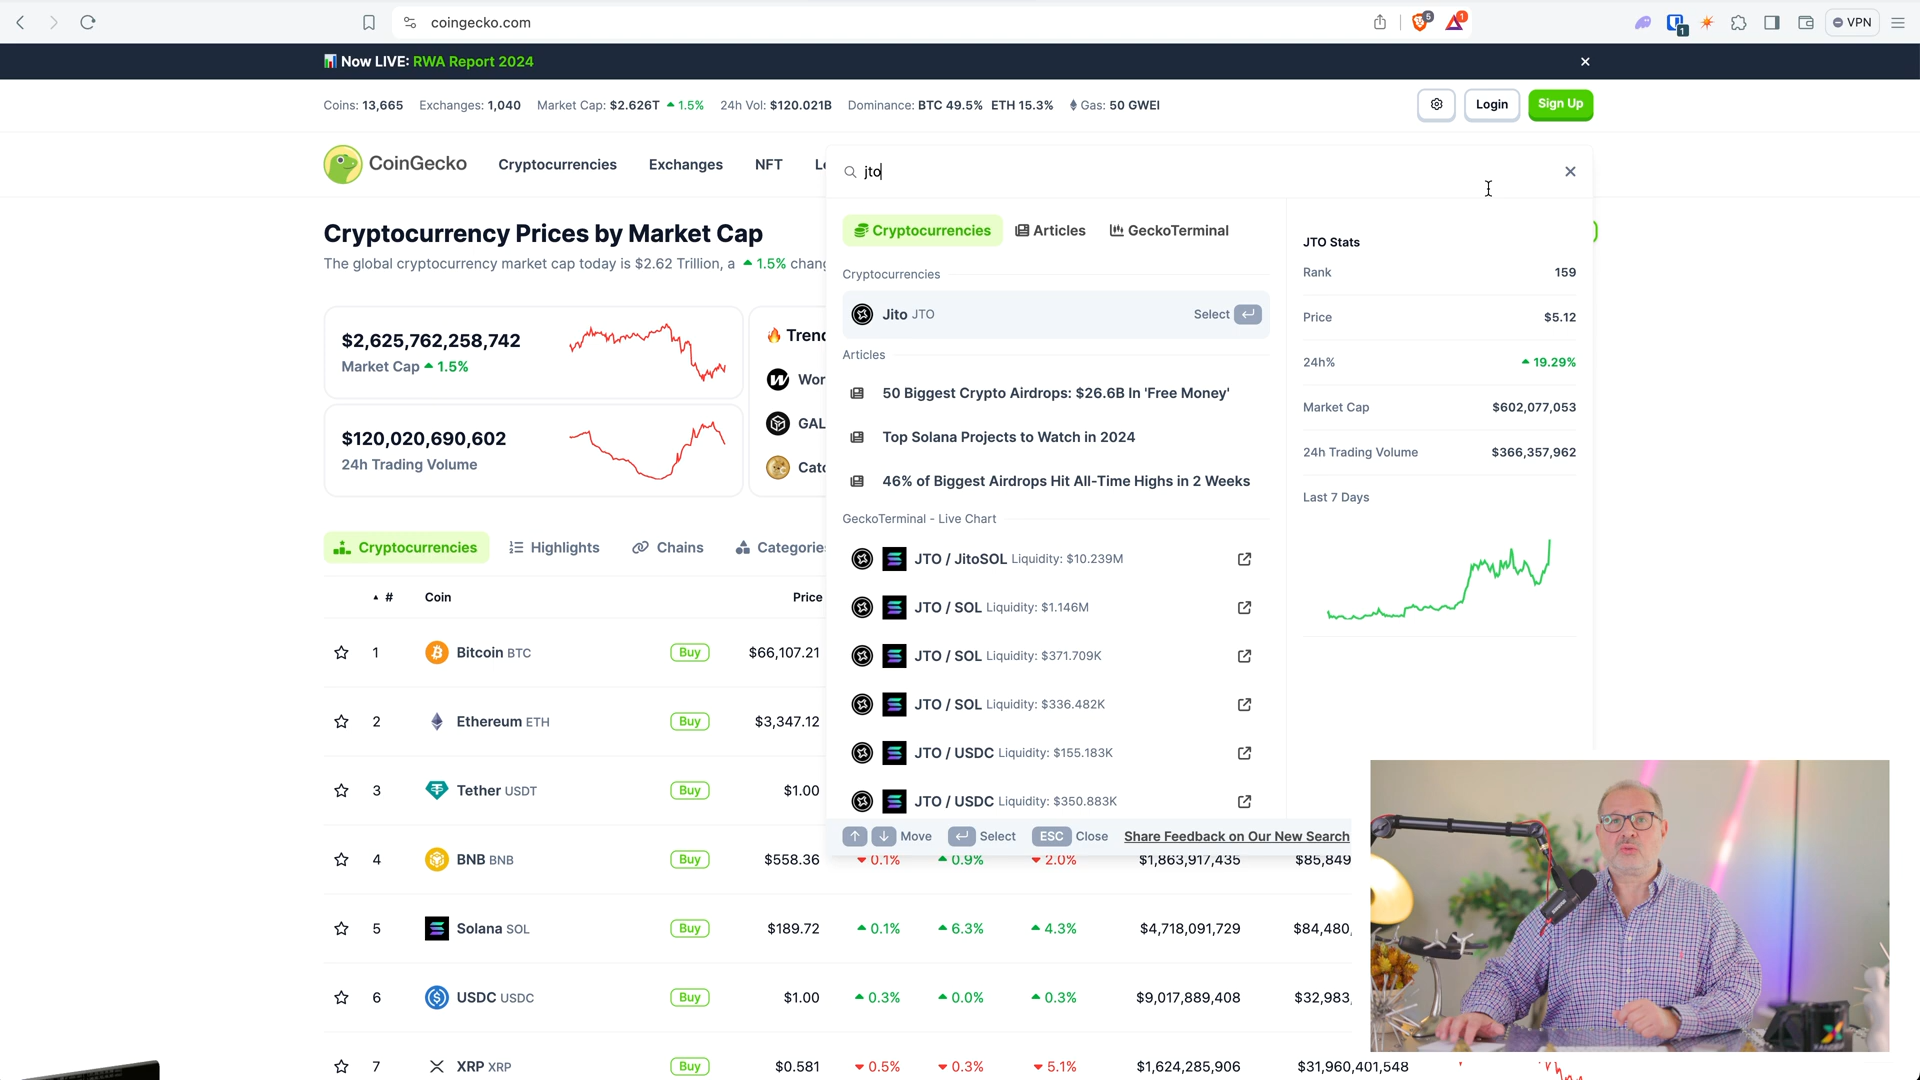 coingecko.com
5
1
1
VPN
Now LIVE: RWA Report 2024
Coins: 13,665 Exchanges: 1,040 Market Cap: $2.626T 1.5% 24h Vol: $120.021B Dominance: BTC 49.5% ETH 15.3% Gas: 50 GWEI
Login
Sign Up
CoinGecko
Cryptocurrencies
Exchanges
NFT
jto
Cryptocurrency Prices by Market Cap
The global cryptocurrency market cap today is $2.62 Trillion, a 1.5% chang
$2,625,762,258,742
Market Cap 1.5%
$120,020,690,602
24h Trading Volume
Trend
Wor
GAL
Cato
Cryptocurrencies
Articles
GeckoTerminal
Cryptocurrencies
Jito JTO
Select
Articles
50 Biggest Crypto Airdrops: $26.6B In 'Free Money'
Top Solana Projects to Watch in 2024
46% of Biggest Airdrops Hit All-Time Highs in 2 Weeks
GeckoTerminal - Live Chart
JTO / JitoSOL Liquidity: $10.239M
JTO / SOL Liquidity: $1.146M
JTO / SOL Liquidity: $371.709K
JTO / SOL Liquidity: $336.482K
JTO / USDC Liquidity: $155.183K
JTO / USDC Liquidity: $350.883K
Move
Select
ESC Close
Share Feedback on Our New Search
JTO Stats
Rank 159
Price $5.12
24h% 19.29%
Market Cap $602,077,053
24h Trading Volume $366,357,962
Last 7 Days
Cryptocurrencies
Highlights
Chains
Categories
# Coin Price
1 Bitcoin BTC Buy $66,107.21
2 Ethereum ETH Buy $3,347.12
3 Tether USDT Buy $1.00
4 BNB BNB Buy $558.36 0.1% 0.9% 2.0% $1,863,917,435 $85,849
5 Solana SOL Buy $189.72 0.1% 6.3% 4.3% $4,718,091,729 $84,480,
6 USDC USDC Buy $1.00 0.3% 0.0% 0.3% $9,017,889,408 $32,983,
7 XRP XRP Buy $0.581 0.5% 0.3% 5.1% $1,624,285,906 $31,960,401,548